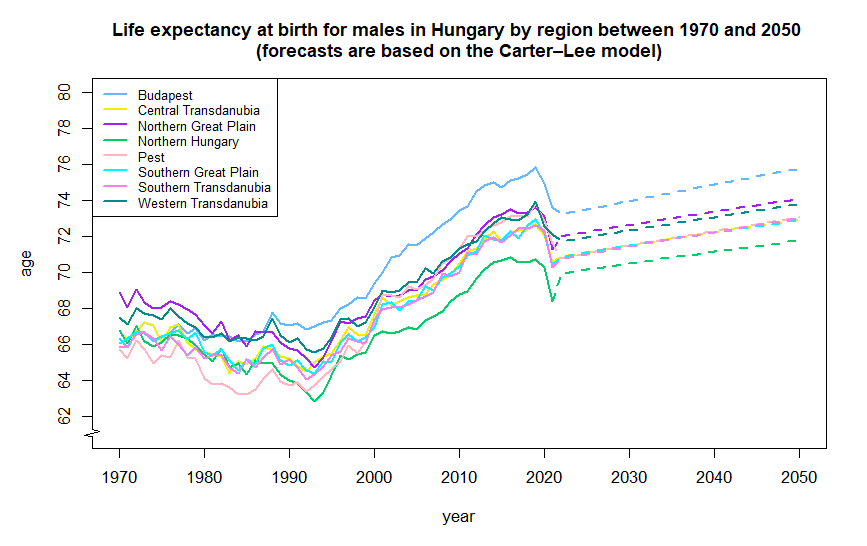 Life expectancy at birth for males in Hungary by region between 1970 and 2050
(forecasts are based on the Carter–Lee model)
Budapest
Central Transdanubia
Northern Great Plain
Northern Hungary
Pest
Southern Great Plain
Southern Transdanubia
Western Transdanubia
age
80
78
76
74
72
70
68
66
64
62
1970 1980 1990 2000 2010 2020 2030 2040 2050
year